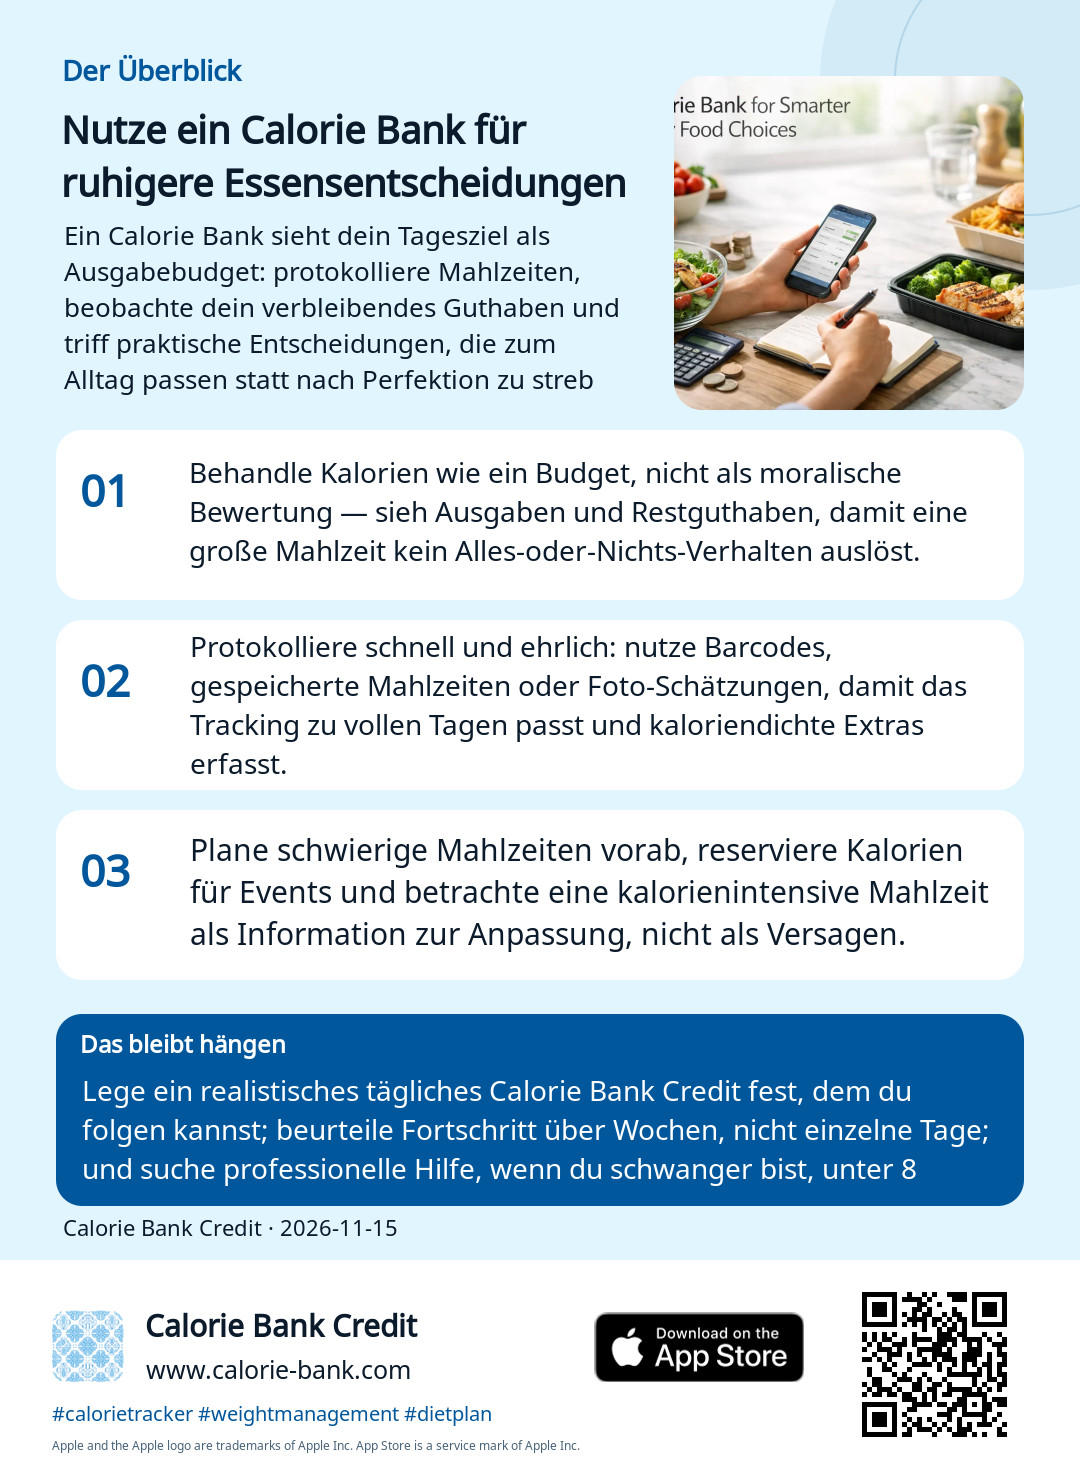 Der Überblick
Nutze ein Calorie Bank für
ruhigere Essensentscheidungen
Ein Calorie Bank sieht dein Tagesziel als
Ausgabebudget: protokolliere Mahlzeiten,
beobachte dein verbleibendes Guthaben und
triff praktische Entscheidungen, die zum
Alltag passen statt nach Perfektion zu streb
rie Bank for Smarter
Food Choices
01
Behandle Kalorien wie ein Budget, nicht als moralische
Bewertung — sieh Ausgaben und Restguthaben, damit eine
große Mahlzeit kein Alles-oder-Nichts-Verhalten auslöst.
02
Protokolliere schnell und ehrlich: nutze Barcodes,
gespeicherte Mahlzeiten oder Foto-Schätzungen, damit das
Tracking zu vollen Tagen passt und kaloriendichte Extras
erfasst.
03
Plane schwierige Mahlzeiten vorab, reserviere Kalorien
für Events und betrachte eine kalorienintensive Mahlzeit
als Information zur Anpassung, nicht als Versagen.
Das bleibt hängen
Lege ein realistisches tägliches Calorie Bank Credit fest, dem du
folgen kannst; beurteile Fortschritt über Wochen, nicht einzelne Tage;
und suche professionelle Hilfe, wenn du schwanger bist, unter 8
Calorie Bank Credit · 2026-11-15
Calorie Bank Credit
www.calorie-bank.com
Download on the
App Store
#calorietracker #weightmanagement #dietplan
Apple and the Apple logo are trademarks of Apple Inc. App Store is a service mark of Apple Inc.